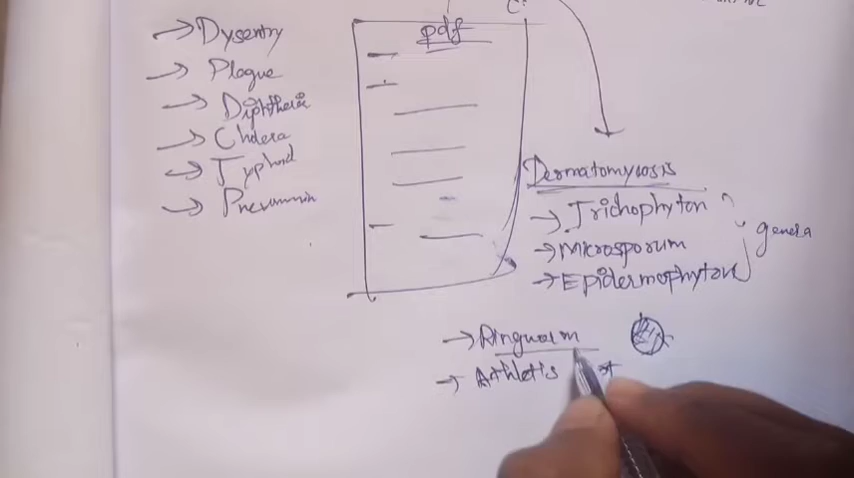 → Dysentry
→ Plague
→ Diphtheria
→ Cholera
→ Typhoid
→ Pneumonia
pdf
Dermatomycosis
→ Trichophyton
→ Microsporum
→ Epidermophyton
genera
→ Ringworm
→ Athletis